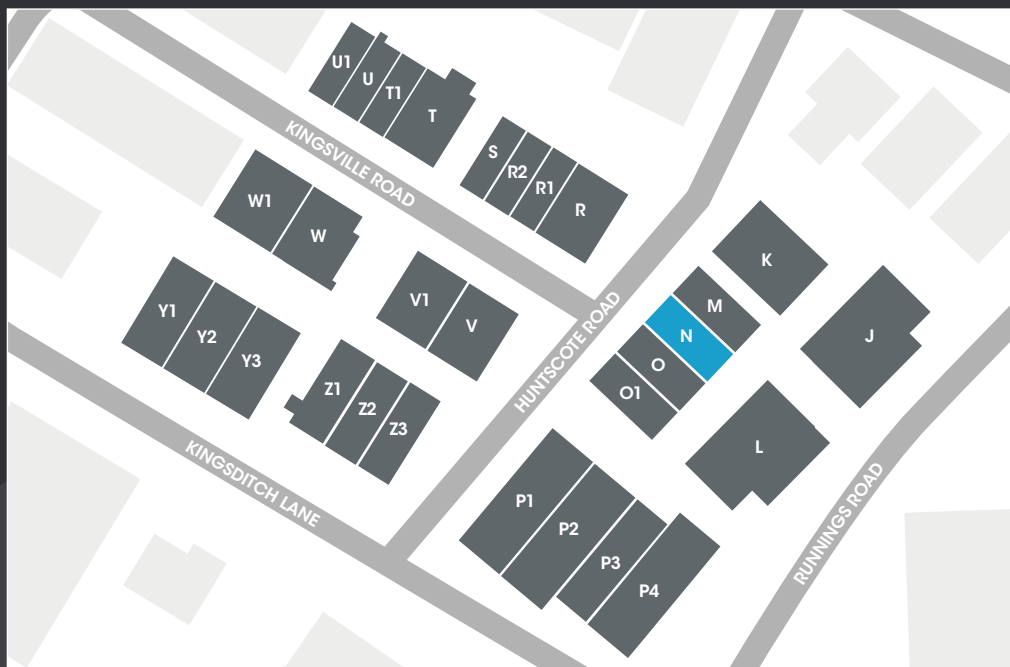 U1
U
T1
T
KINGSVILLE ROAD
S
R2
R1
R
W1
W
V1
V
K
M
N
O
O1
J
L
HUNTSCOTE ROAD
Y1
Y2
Y3
Z1
Z2
Z3
KINGSDITCH LANE
P1
P2
P3
P4
RUNNINGS ROAD